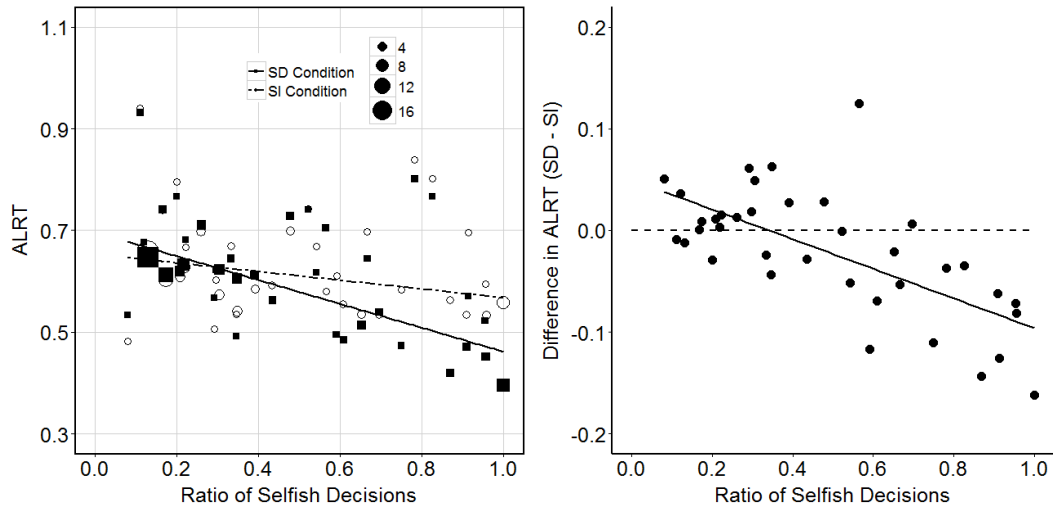 1.1
0.9
0.7
0.5
0.3
ALRT
SD Condition
SI Condition
4
8
12
16
0.0 0.2 0.4 0.6 0.8 1.0
Ratio of Selfish Decisions
0.2
0.1
0.0
-0.1
-0.2
Difference in ALRT (SD - SI)
0.0 0.2 0.4 0.6 0.8 1.0
Ratio of Selfish Decisions